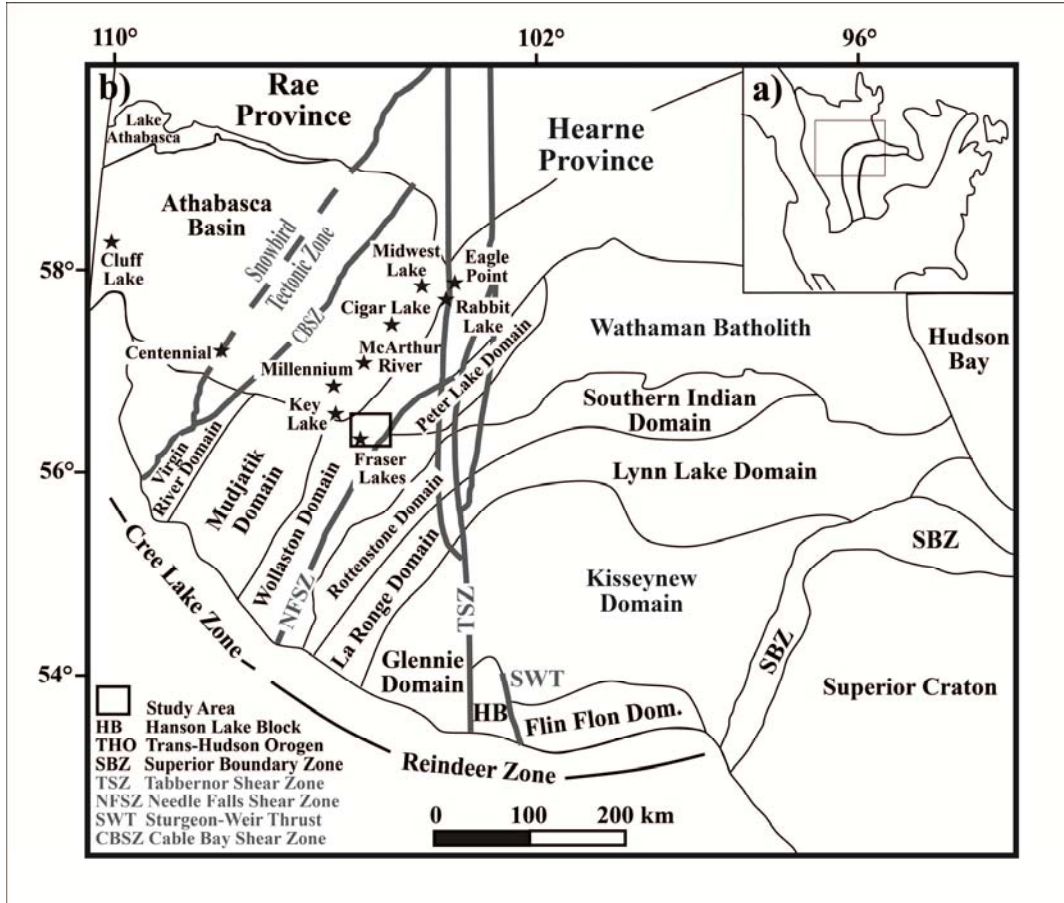 110°
102°
96°
b)
Rae
Province
a)
Lake
Athabasca
Hearne
Province
Athabasca
Basin
Snowbird
Tectonic Zone
58°
Cluff
Lake
Midwest
Lake
Eagle
Point
CBSZ
Cigar Lake
Rabbit
Lake
Wathaman Batholith
Hudson
Bay
Centennial
McArthur
River
Millennium
Peter Lake Domain
Key
Lake
Southern Indian
Domain
56°
Virgin
River Domain
Fraser
Lakes
Lynn Lake Domain
Mudjatik
Domain
Wollaston Domain
Rottenstone Domain
SBZ
Cree Lake Zone
NFSZ
La Ronge Domain
TSZ
Kisseynew
Domain
SBZ
54°
Glennie
Domain
SWT
Superior Craton
HB
Flin Flon Dom.
Reindeer Zone
Study Area
HB Hanson Lake Block
THO Trans-Hudson Orogen
SBZ Superior Boundary Zone
TSZ Tabbernor Shear Zone
NFSZ Needle Falls Shear Zone
SWT Sturgeon-Weir Thrust
CBSZ Cable Bay Shear Zone
0 100 200 km